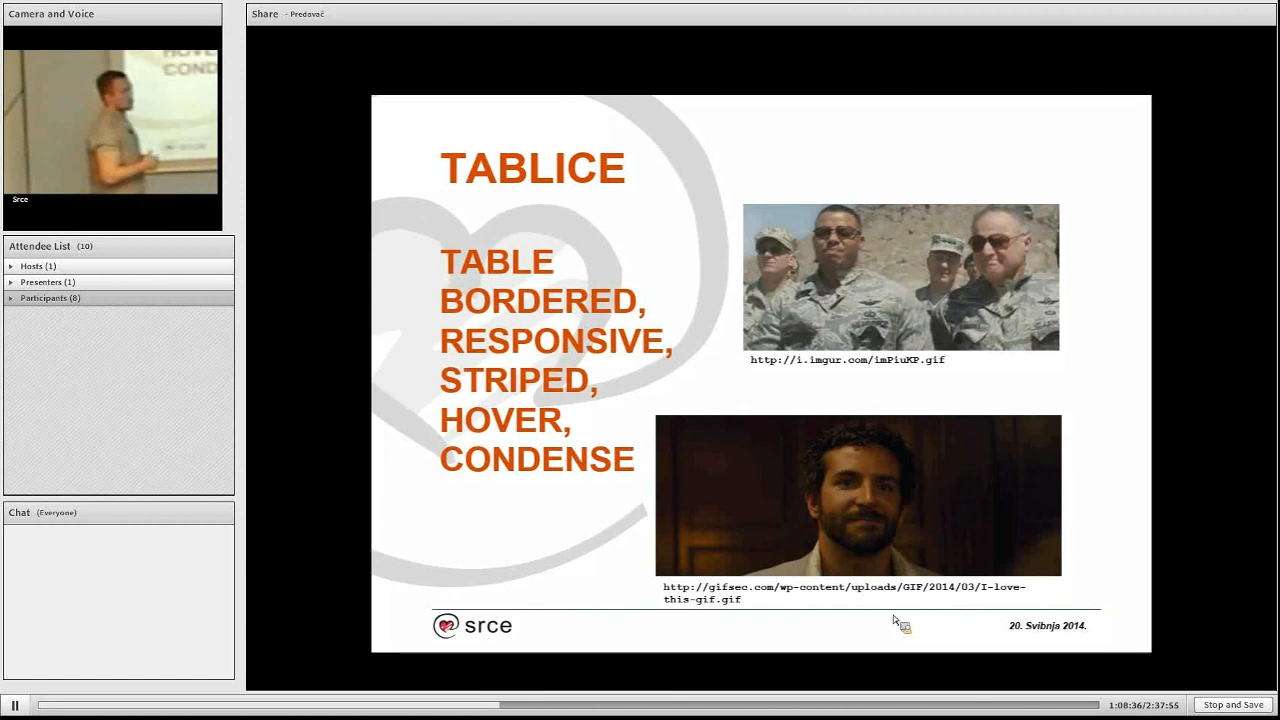 Camera and Voice
HOVE
COND
Srce
Attendee List (10)
Hosts (1)
Presenters (1)
Participants (8)
Chat (Everyone)
Share - Predavač
TABLICE
TABLE
BORDERED,
RESPONSIVE,
STRIPED,
HOVER,
CONDENSE
http://i.imgur.com/imPiuKP.gif
http://gifsec.com/wp-content/uploads/GIF/2014/03/I-love-
this-gif.gif
srce
20. Svibnja 2014.
1:08:36/2:37:55
Stop and Save